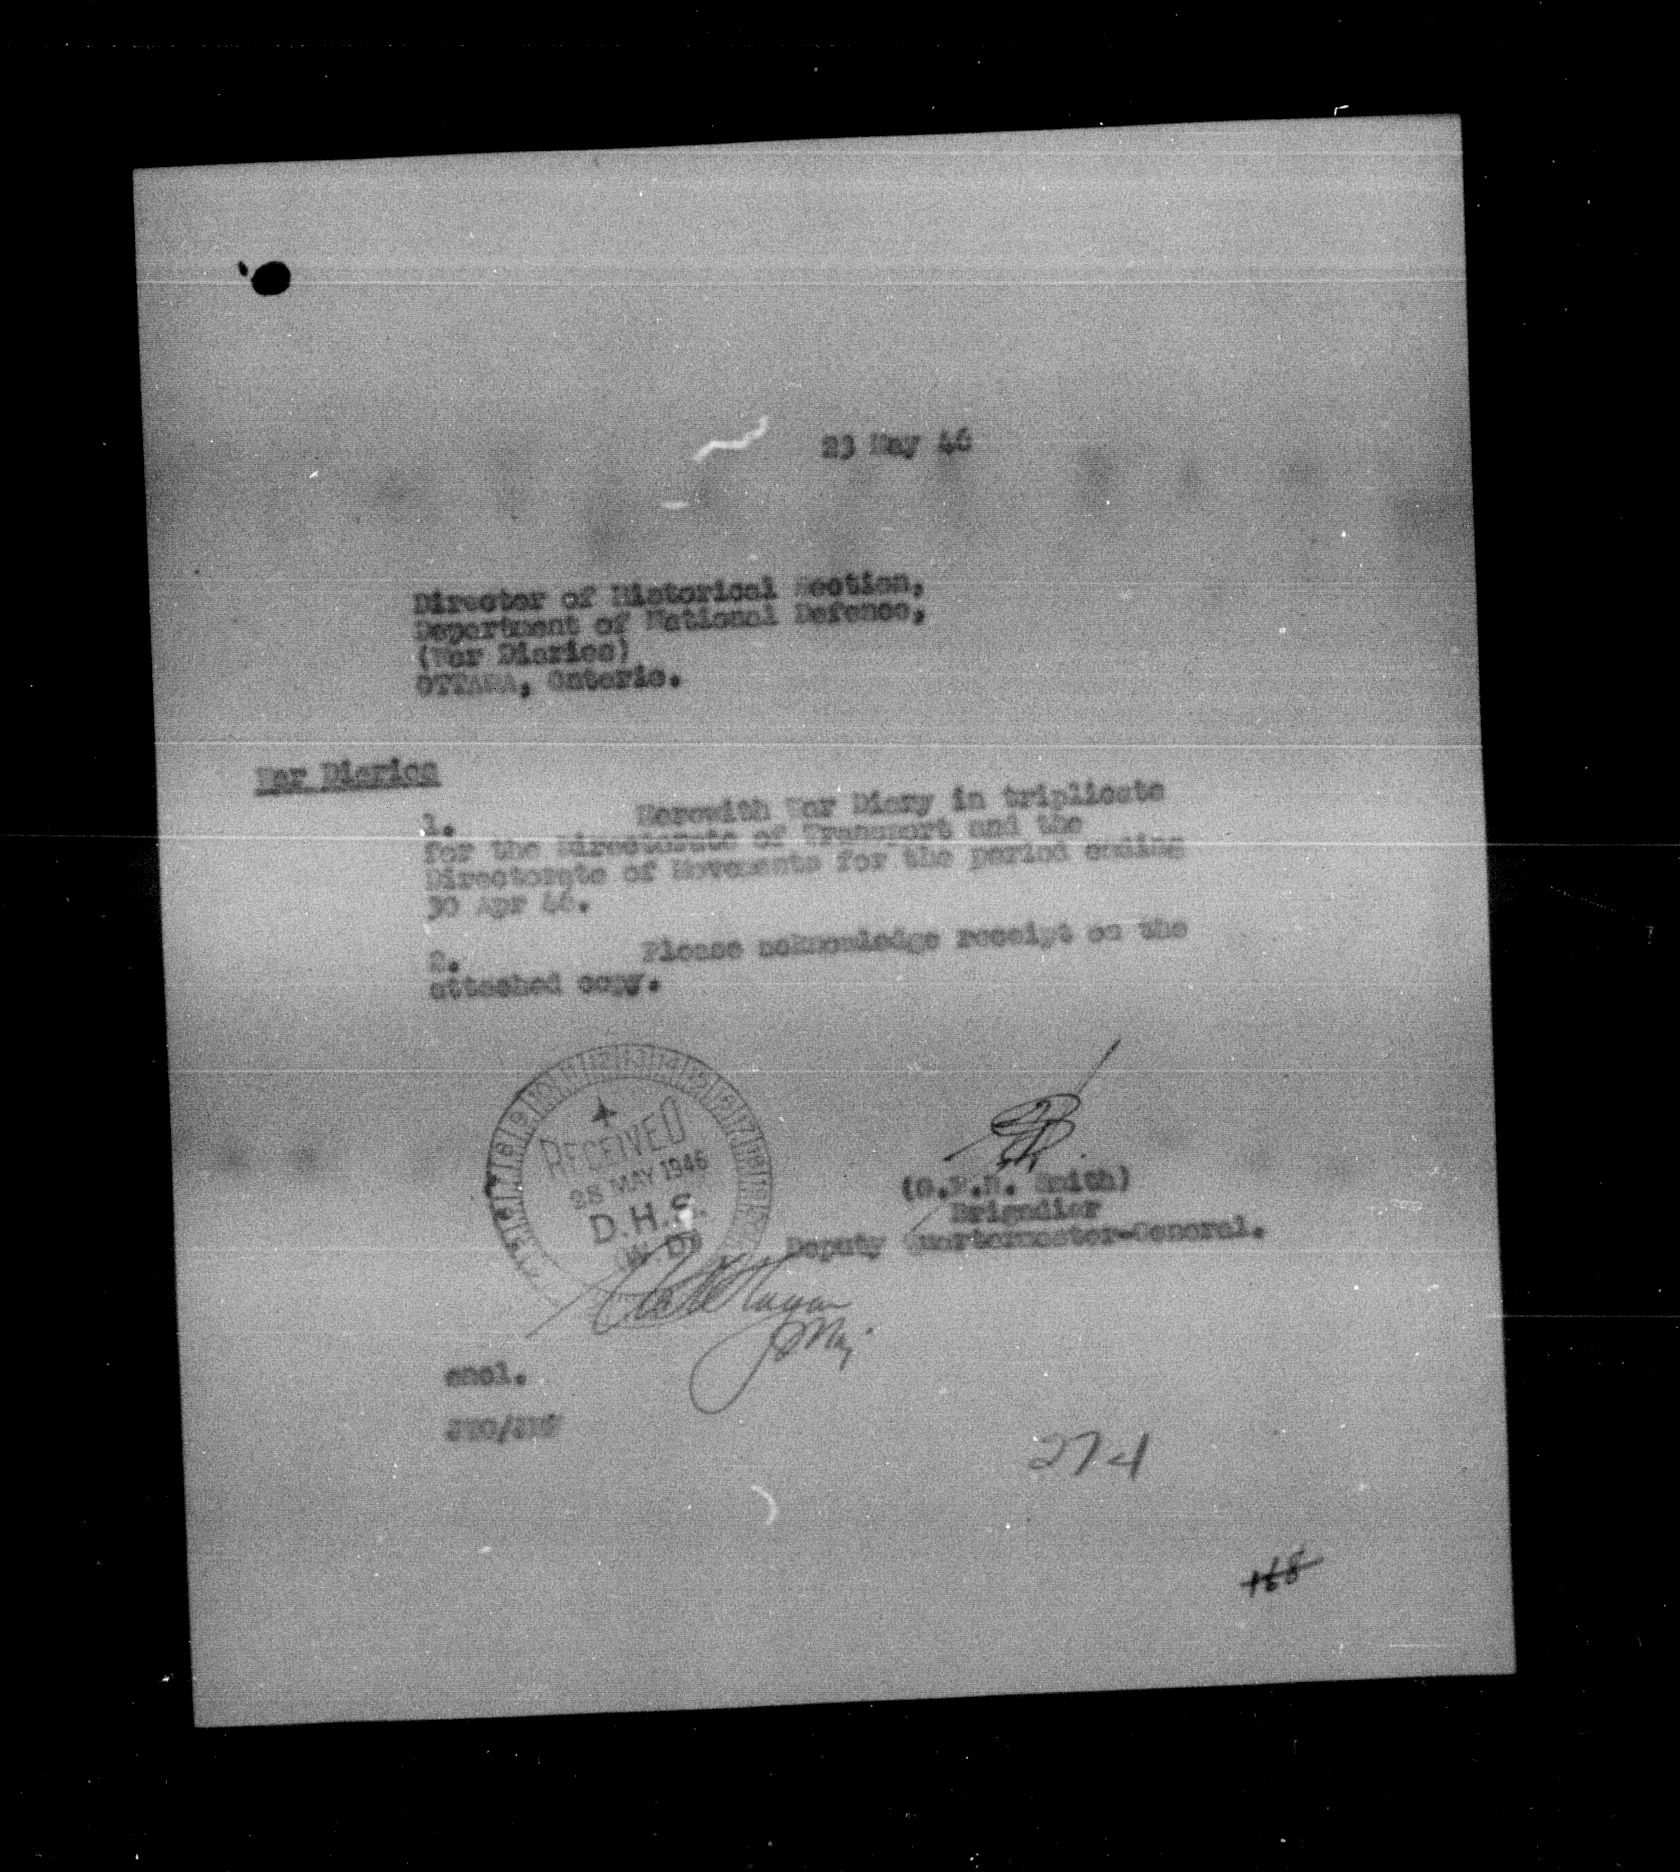 23 May 46
Director of Historical Section,
Department of National Defence,
(War Diaries)
OTTAWA, Ontario.
War Diaries
1. Herewith War Diary in triplicate
for the Directorate of Transport and the
Directorate of Movements for the period ending
30 Apr 46.
2. Please acknowledge receipt on the
attached copy.
RECEIVED
28 MAY 1946
D.H.S.
(W.D)
Smith)
Brigadier
Deputy Quartermaster-General.
Maj.
encl.
274
168